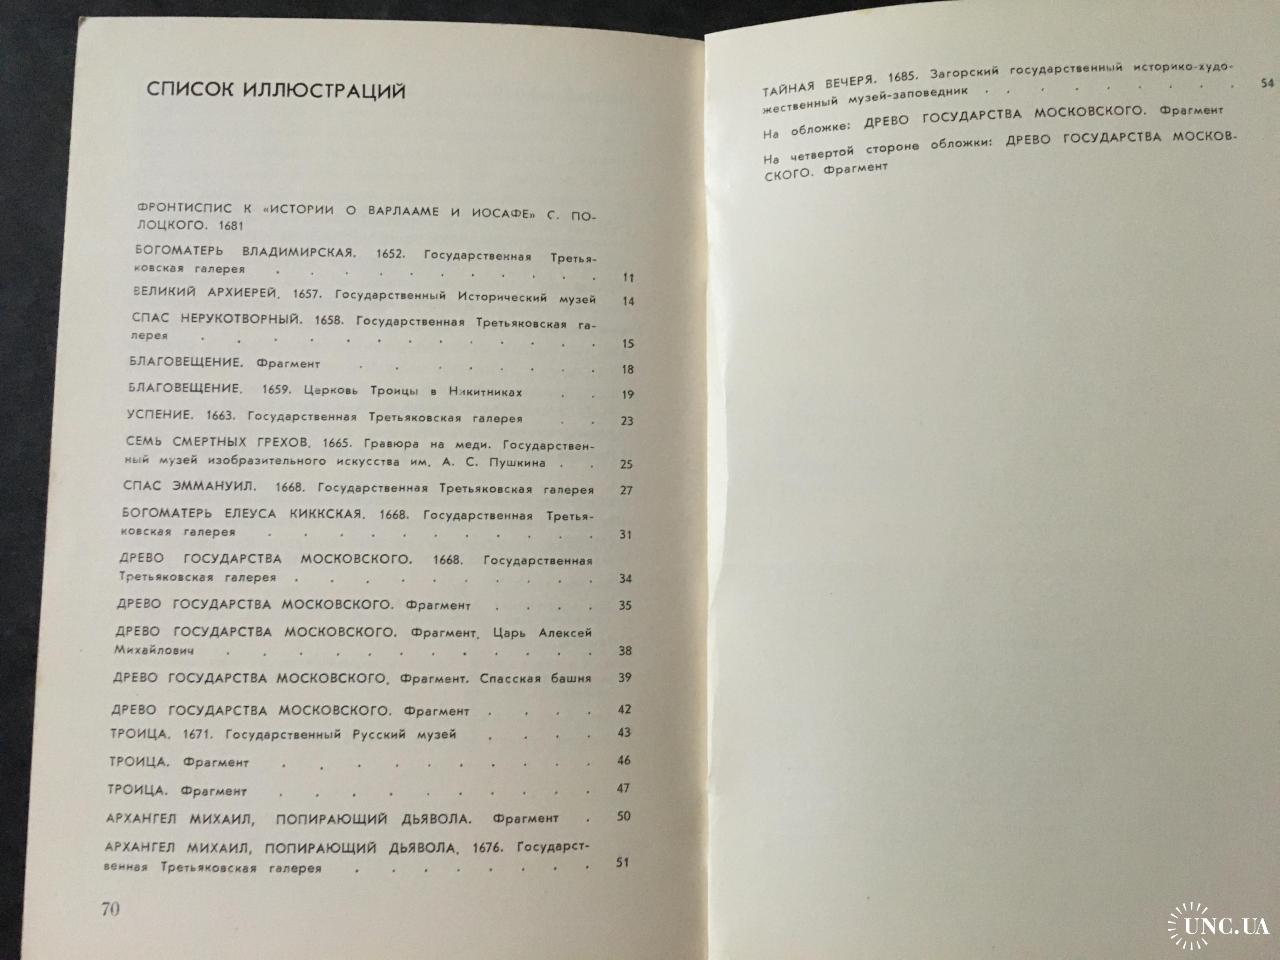 СПИСОК ИЛЛЮСТРАЦИЙ
ФРОНТИСПИС К «ИСТОРИИ О ВАРЛААМЕ И ИОСАФЕ» С. ПО-
ЛОЦКОГО. 1681
БОГОМАТЕРЬ ВЛАДИМИРСКАЯ. 1652. Государственная Третья-
ковская галерея . . . . . . . . . . 11
ВЕЛИКИЙ АРХИЕРЕЙ. 1657. Государственный Исторический музей 14
СПАС НЕРУКОТВОРНЫЙ. 1658. Государственная Третьяковская га-
лерея . . . . . . . . . . . . 15
БЛАГОВЕЩЕНИЕ. Фрагмент . . . . . . . 18
БЛАГОВЕЩЕНИЕ. 1659. Церковь Троицы в Никитниках . . 19
УСПЕНИЕ. 1663. Государственная Третьяковская галерея . . 23
СЕМЬ СМЕРТНЫХ ГРЕХОВ. 1665. Гравюра на меди. Государствен-
ный музей изобразительного искусства им. А. С. Пушкина . . 25
СПАС ЭММАНУИЛ. 1668. Государственная Третьяковская галерея 27
БОГОМАТЕРЬ ЕЛЕУСА КИККСКАЯ. 1668. Государственная Третья-
ковская галерея . . . . . . . . . . 31
ДРЕВО ГОСУДАРСТВА МОСКОВСКОГО. 1668. Государственная
Третьяковская галерея . . . . . . . . . 34
ДРЕВО ГОСУДАРСТВА МОСКОВСКОГО. Фрагмент . . . . 35
ДРЕВО ГОСУДАРСТВА МОСКОВСКОГО. Фрагмент. Царь Алексей
Михайлович . . . . . . . . . . . 38
ДРЕВО ГОСУДАРСТВА МОСКОВСКОГО. Фрагмент. Спасская башня 39
ДРЕВО ГОСУДАРСТВА МОСКОВСКОГО. Фрагмент . . . . 42
ТРОИЦА. 1671. Государственный Русский музей . . . . 43
ТРОИЦА. Фрагмент . . . . . . . . . 46
ТРОИЦА. Фрагмент . . . . . . . . . 47
АРХАНГЕЛ МИХАИЛ, ПОПИРАЮЩИЙ ДЬЯВОЛА. Фрагмент . 50
АРХАНГЕЛ МИХАИЛ, ПОПИРАЮЩИЙ ДЬЯВОЛА. 1676. Государст-
венная Третьяковская галерея . . . . . . . 51
70
ТАЙНАЯ ВЕЧЕРЯ. 1685. Загорский государственный историко-худо-
жественный музей-заповедник . . . . . . . . 54
На обложке: ДРЕВО ГОСУДАРСТВА МОСКОВСКОГО. Фрагмент
На четвертой стороне обложки: ДРЕВО ГОСУДАРСТВА МОСКОВ-
СКОГО. Фрагмент
UNC.UA